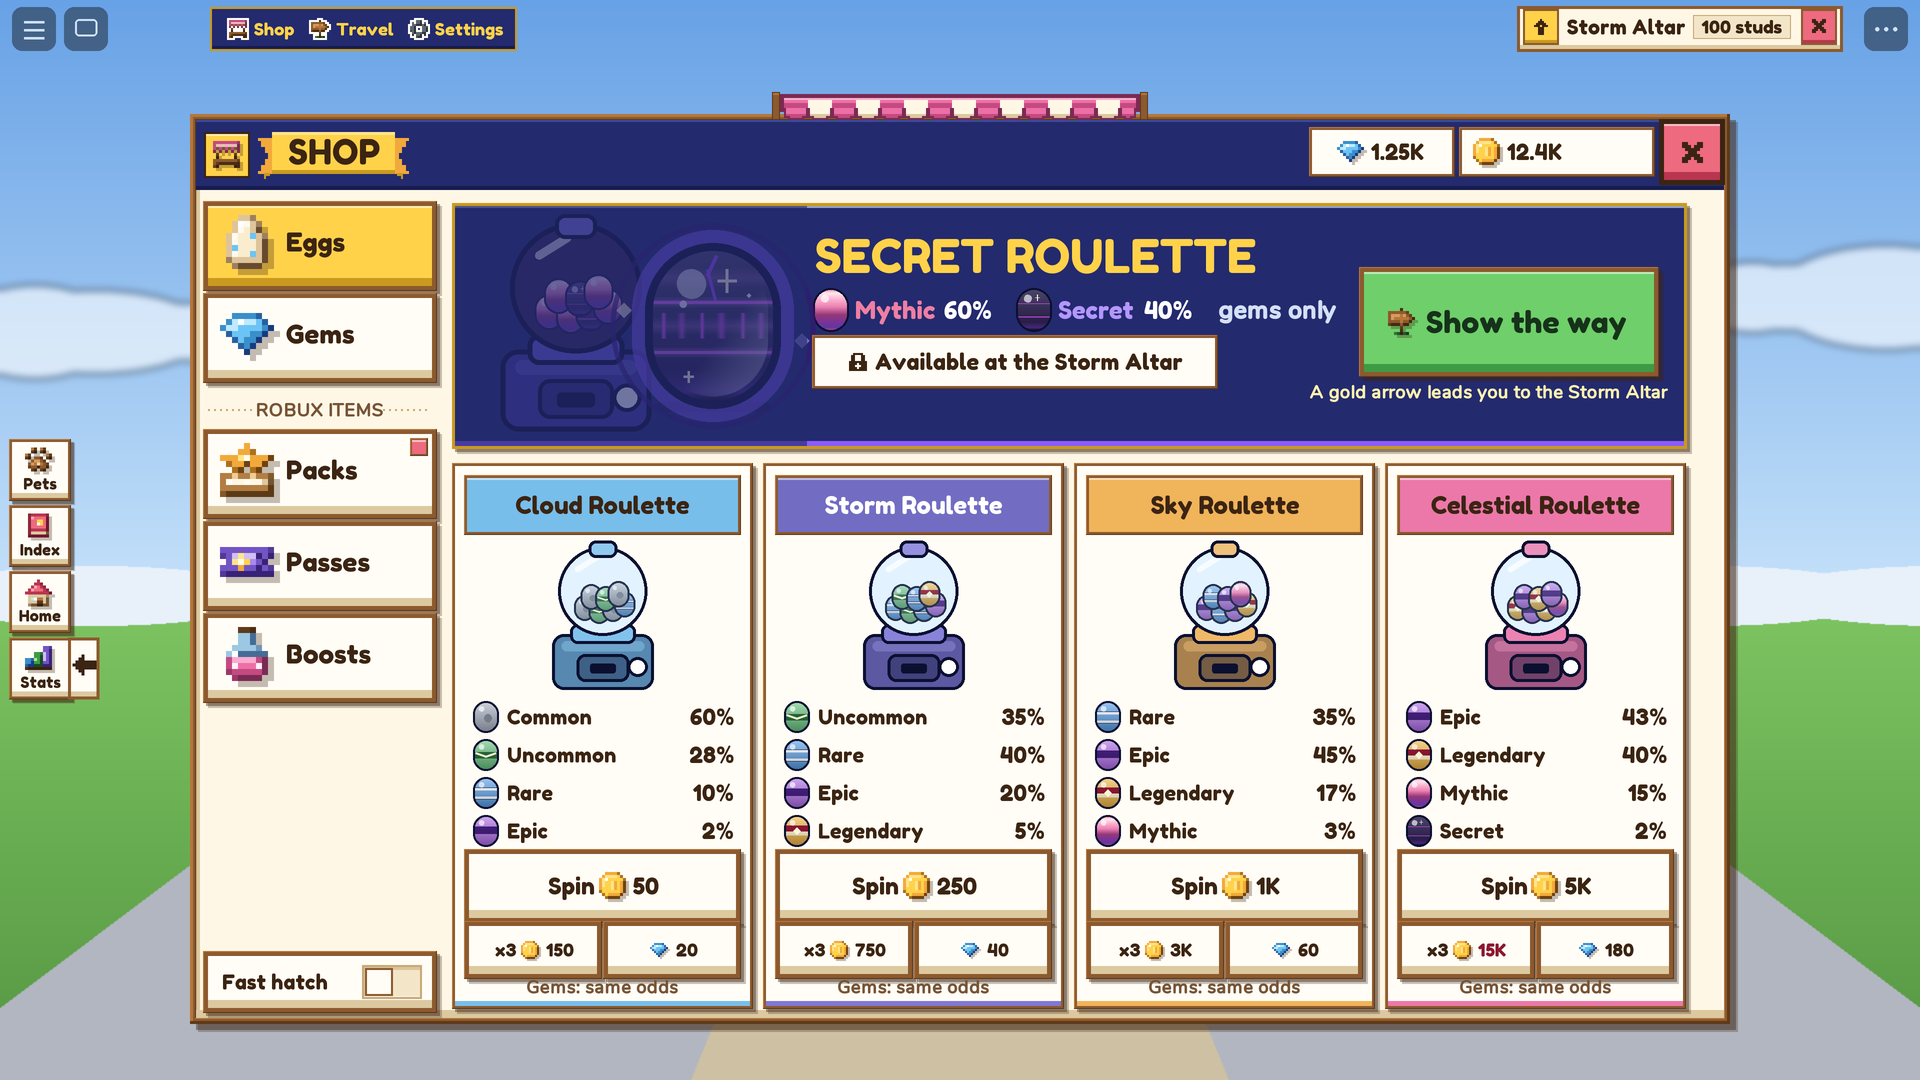 Shop Travel Settings
Storm Altar 100 studs
SHOP
1.25K
12.4K
Eggs
Gems
ROBUX ITEMS
Packs
Passes
Boosts
Fast hatch
Pets
Index
Home
Stats
SECRET ROULETTE
Mythic 60% Secret 40% gems only
Available at the Storm Altar
Show the way
A gold arrow leads you to the Storm Altar
Cloud Roulette
Common 60%
Uncommon 28%
Rare 10%
Epic 2%
Spin 50
x3 150
20
Gems: same odds
Storm Roulette
Uncommon 35%
Rare 40%
Epic 20%
Legendary 5%
Spin 250
x3 750
40
Gems: same odds
Sky Roulette
Rare 35%
Epic 45%
Legendary 17%
Mythic 3%
Spin 1K
x3 3K
60
Gems: same odds
Celestial Roulette
Epic 43%
Legendary 40%
Mythic 15%
Secret 2%
Spin 5K
x3 15K
180
Gems: same odds